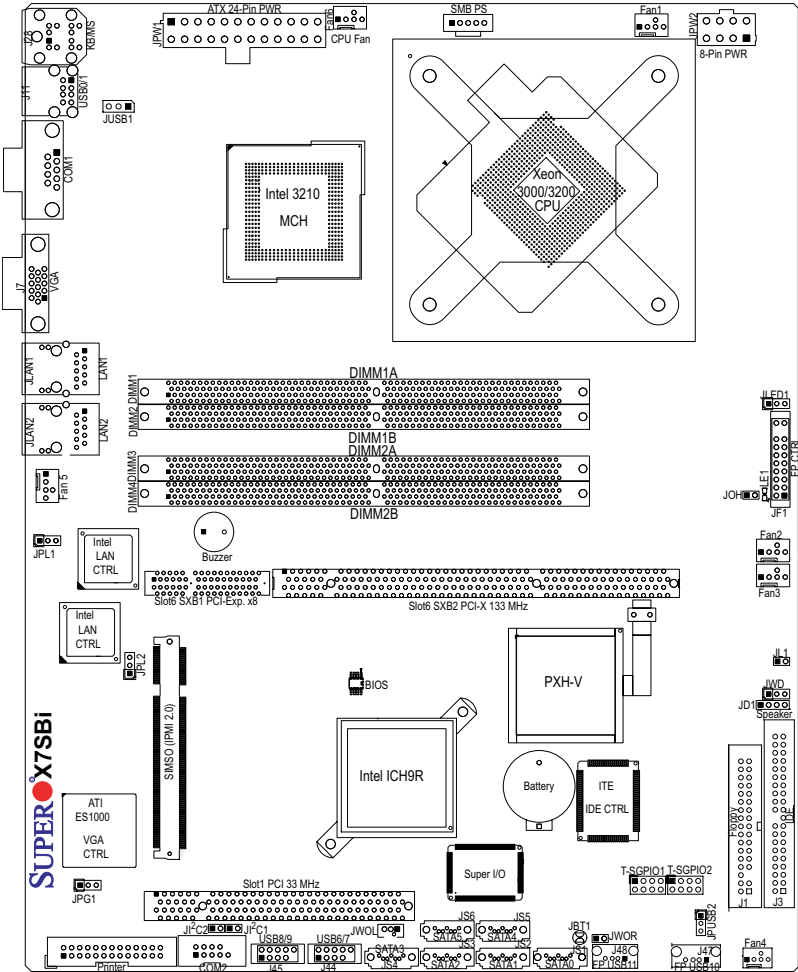 ATX 24-Pin PWR
SMB PS
Fan6
Fan1
J28
KB/MS
JPW1
CPU Fan
JPW2
8-Pin PWR
J11
USB0/1
JUSB1
COM1
Intel 3210
MCH
Xeon
3000/3200
CPU
J7
VGA
JLAN1
LAN1
DIMM1A
DIMM1
DIMM2
DIMM1B
JLAN2
LAN2
DIMM2A
DIMM3
DIMM4
DIMM2B
JLED1
FP CTRL
LE1
JOH
JF1
Fan 5
JPL1
Intel
LAN
CTRL
Buzzer
Fan2
Fan3
Slot6 SXB1 PCI-Exp. x8
Slot6 SXB2 PCI-X 133 MHz
Intel
LAN
CTRL
JPL2
PXH-V
JL1
BIOS
JWD
JD1
Speaker
SIMSO (IPMI 2.0)
SUPER X7SBi
Intel ICH9R
Battery
ITE
IDE CTRL
Floppy
IDE
ATI
ES1000
VGA
CTRL
Super I/O
JPG1
Slot1 PCI 33 MHz
T-SGPIO1
T-SGPIO2
J1
J3
JI²C2
JI²C1
JWOL
JS6
JS5
SATA5
SATA4
JBT1
JWOR
JPUSB2
USB8/9
USB6/7
SATA3
JS3
JS2
JS1
J48
J47
Fan4
Printer
COM2
J45
J44
JS4
SATA2
SATA1
SATA0
FP USB11
FP USB10